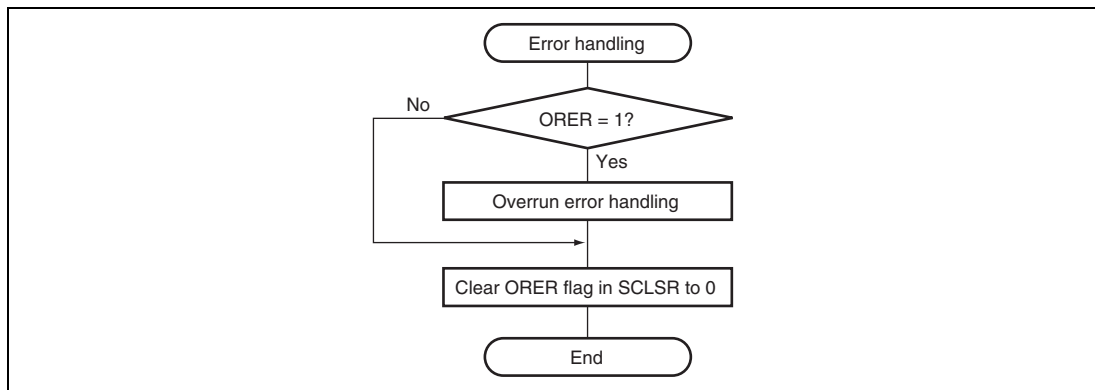 Error handling
No
ORER = 1?
Yes
Overrun error handling
Clear ORER flag in SCLSR to 0
End